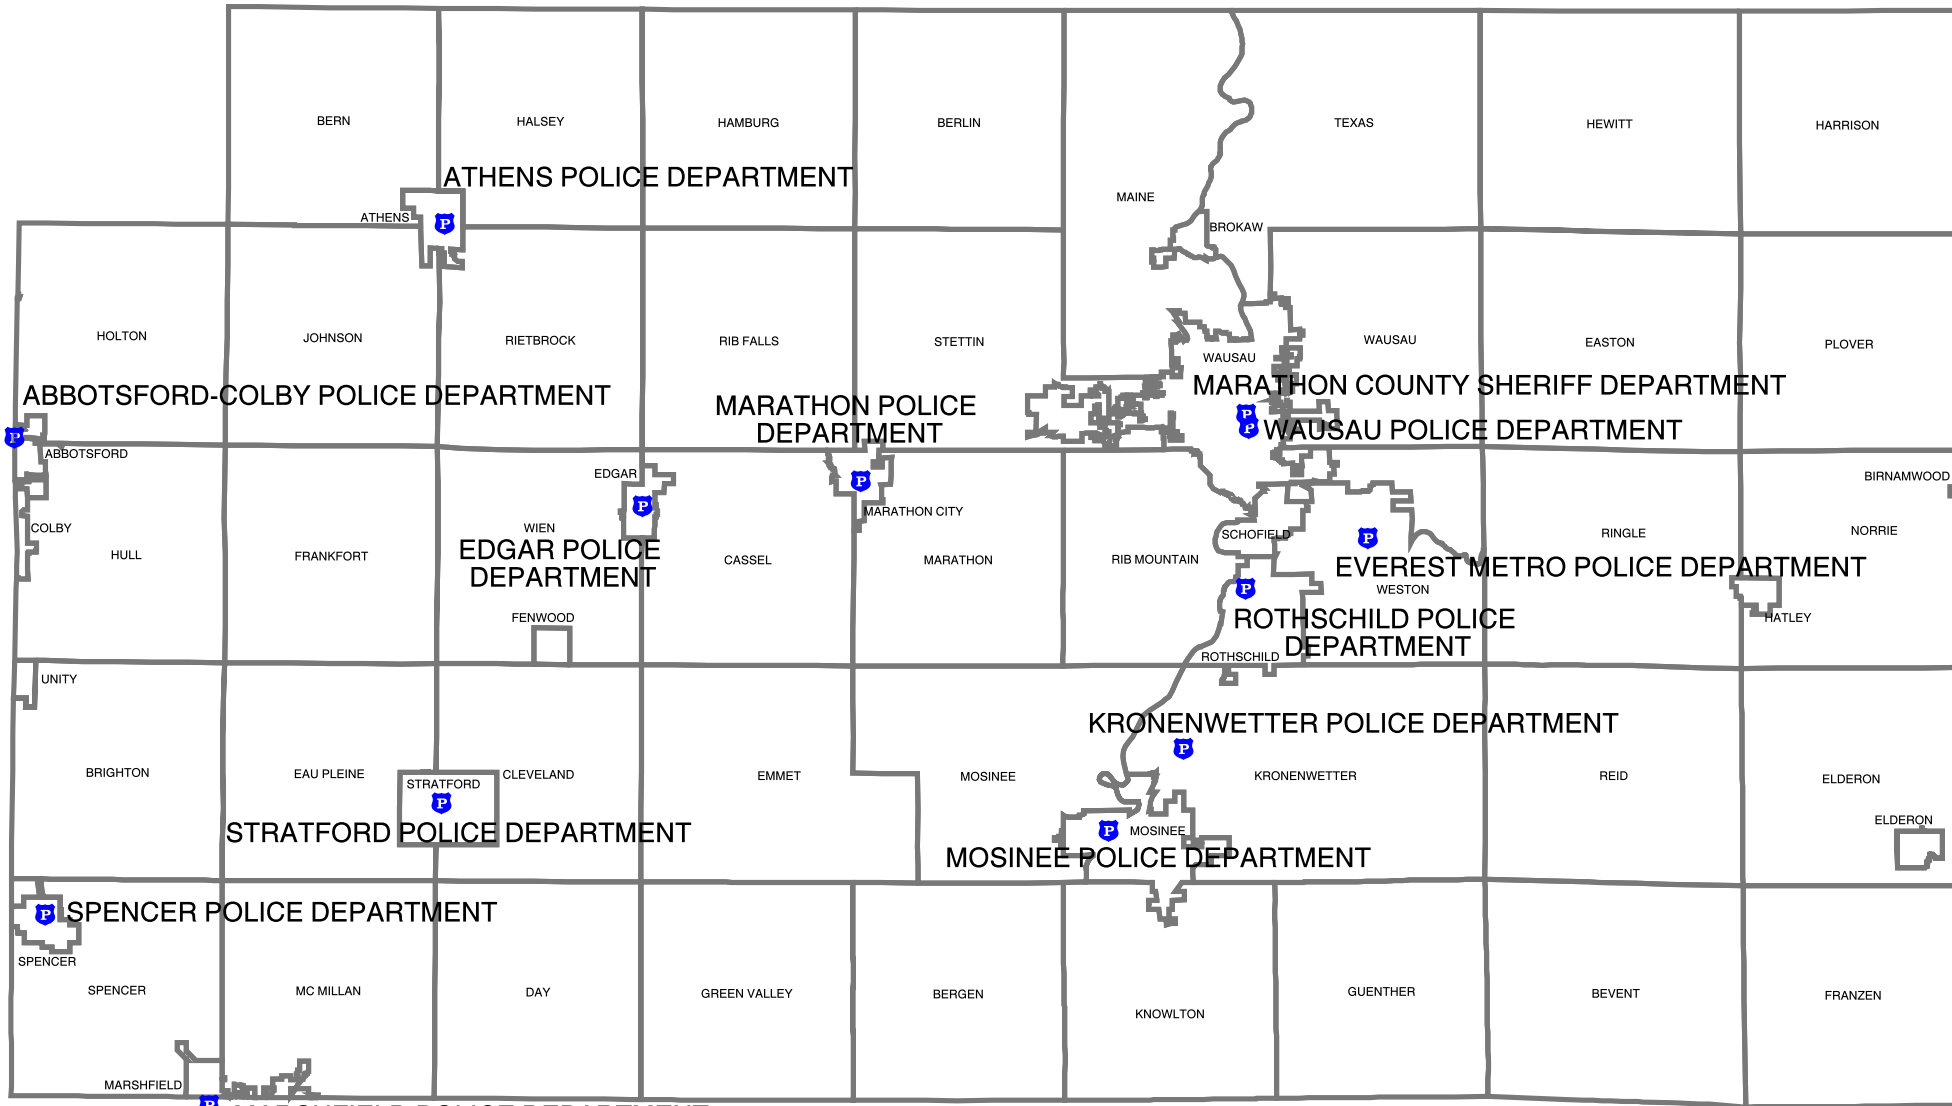 BERN
HALSEY
HAMBURG
BERLIN
TEXAS
HEWITT
HARRISON
ATHENS POLICE DEPARTMENT
MAINE
ATHENS
P
BROKAW
HOLTON
JOHNSON
RIETBROCK
RIB FALLS
STETTIN
WAUSAU
WAUSAU
EASTON
PLOVER
ABBOTSFORD-COLBY POLICE DEPARTMENT
MARATHON POLICE
DEPARTMENT
MARATHON COUNTY SHERIFF DEPARTMENT
P
P
P
WAUSAU POLICE DEPARTMENT
ABBOTSFORD
EDGAR
P
P
MARATHON CITY
BIRNAMWOOD
COLBY
HULL
FRANKFORT
WIEN
EDGAR POLICE
DEPARTMENT
CASSEL
MARATHON
RIB MOUNTAIN
SCHOFIELD
P
RINGLE
NORRIE
EVEREST METRO POLICE DEPARTMENT
WESTON
P
ROTHSCHILD POLICE
DEPARTMENT
HATLEY
FENWOOD
ROTHSCHILD
UNITY
KRONENWETTER POLICE DEPARTMENT
P
BRIGHTON
EAU PLEINE
STRATFORD
CLEVELAND
EMMET
MOSINEE
KRONENWETTER
REID
ELDERON
P
STRATFORD POLICE DEPARTMENT
P
MOSINEE
MOSINEE POLICE DEPARTMENT
ELDERON
P
SPENCER POLICE DEPARTMENT
SPENCER
SPENCER
MC MILLAN
DAY
GREEN VALLEY
BERGEN
KNOWLTON
GUENTHER
BEVENT
FRANZEN
MARSHFIELD
P